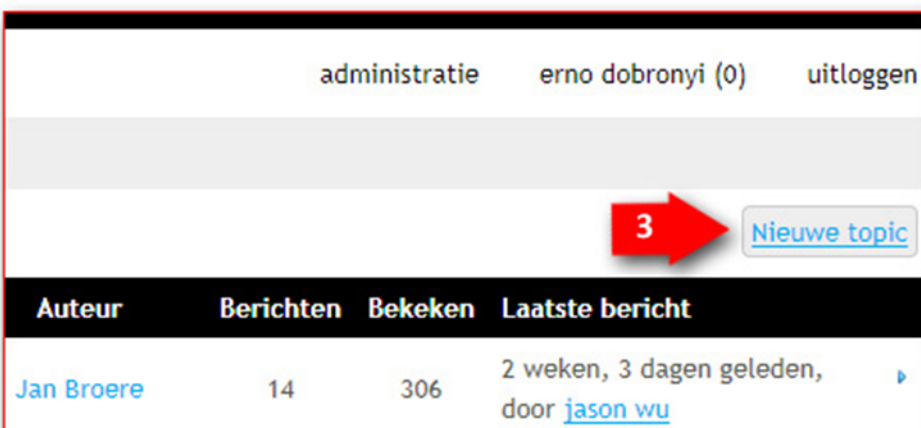 administratie erno dobronyi (0) uitloggen
3 Nieuwe topic
Auteur Berichten Bekeken Laatste bericht
Jan Broere 14 306 2 weken, 3 dagen geleden,
door jason wu